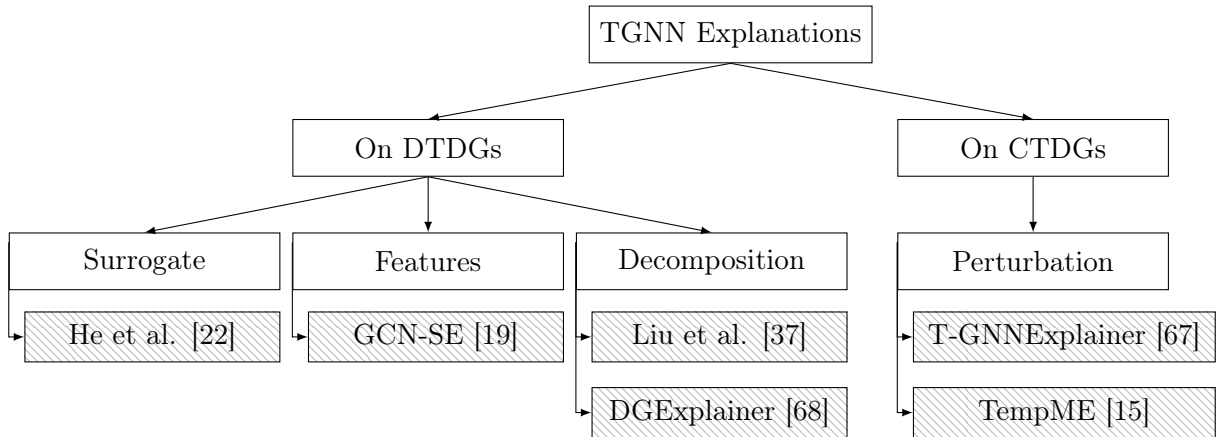 TGNN Explanations
On DTDGs
On CTDGs
Surrogate
Features
Decomposition
Perturbation
He et al. [22]
GCN-SE [19]
Liu et al. [37]
T-GNNExplainer [67]
DGExplainer [68]
TempME [15]